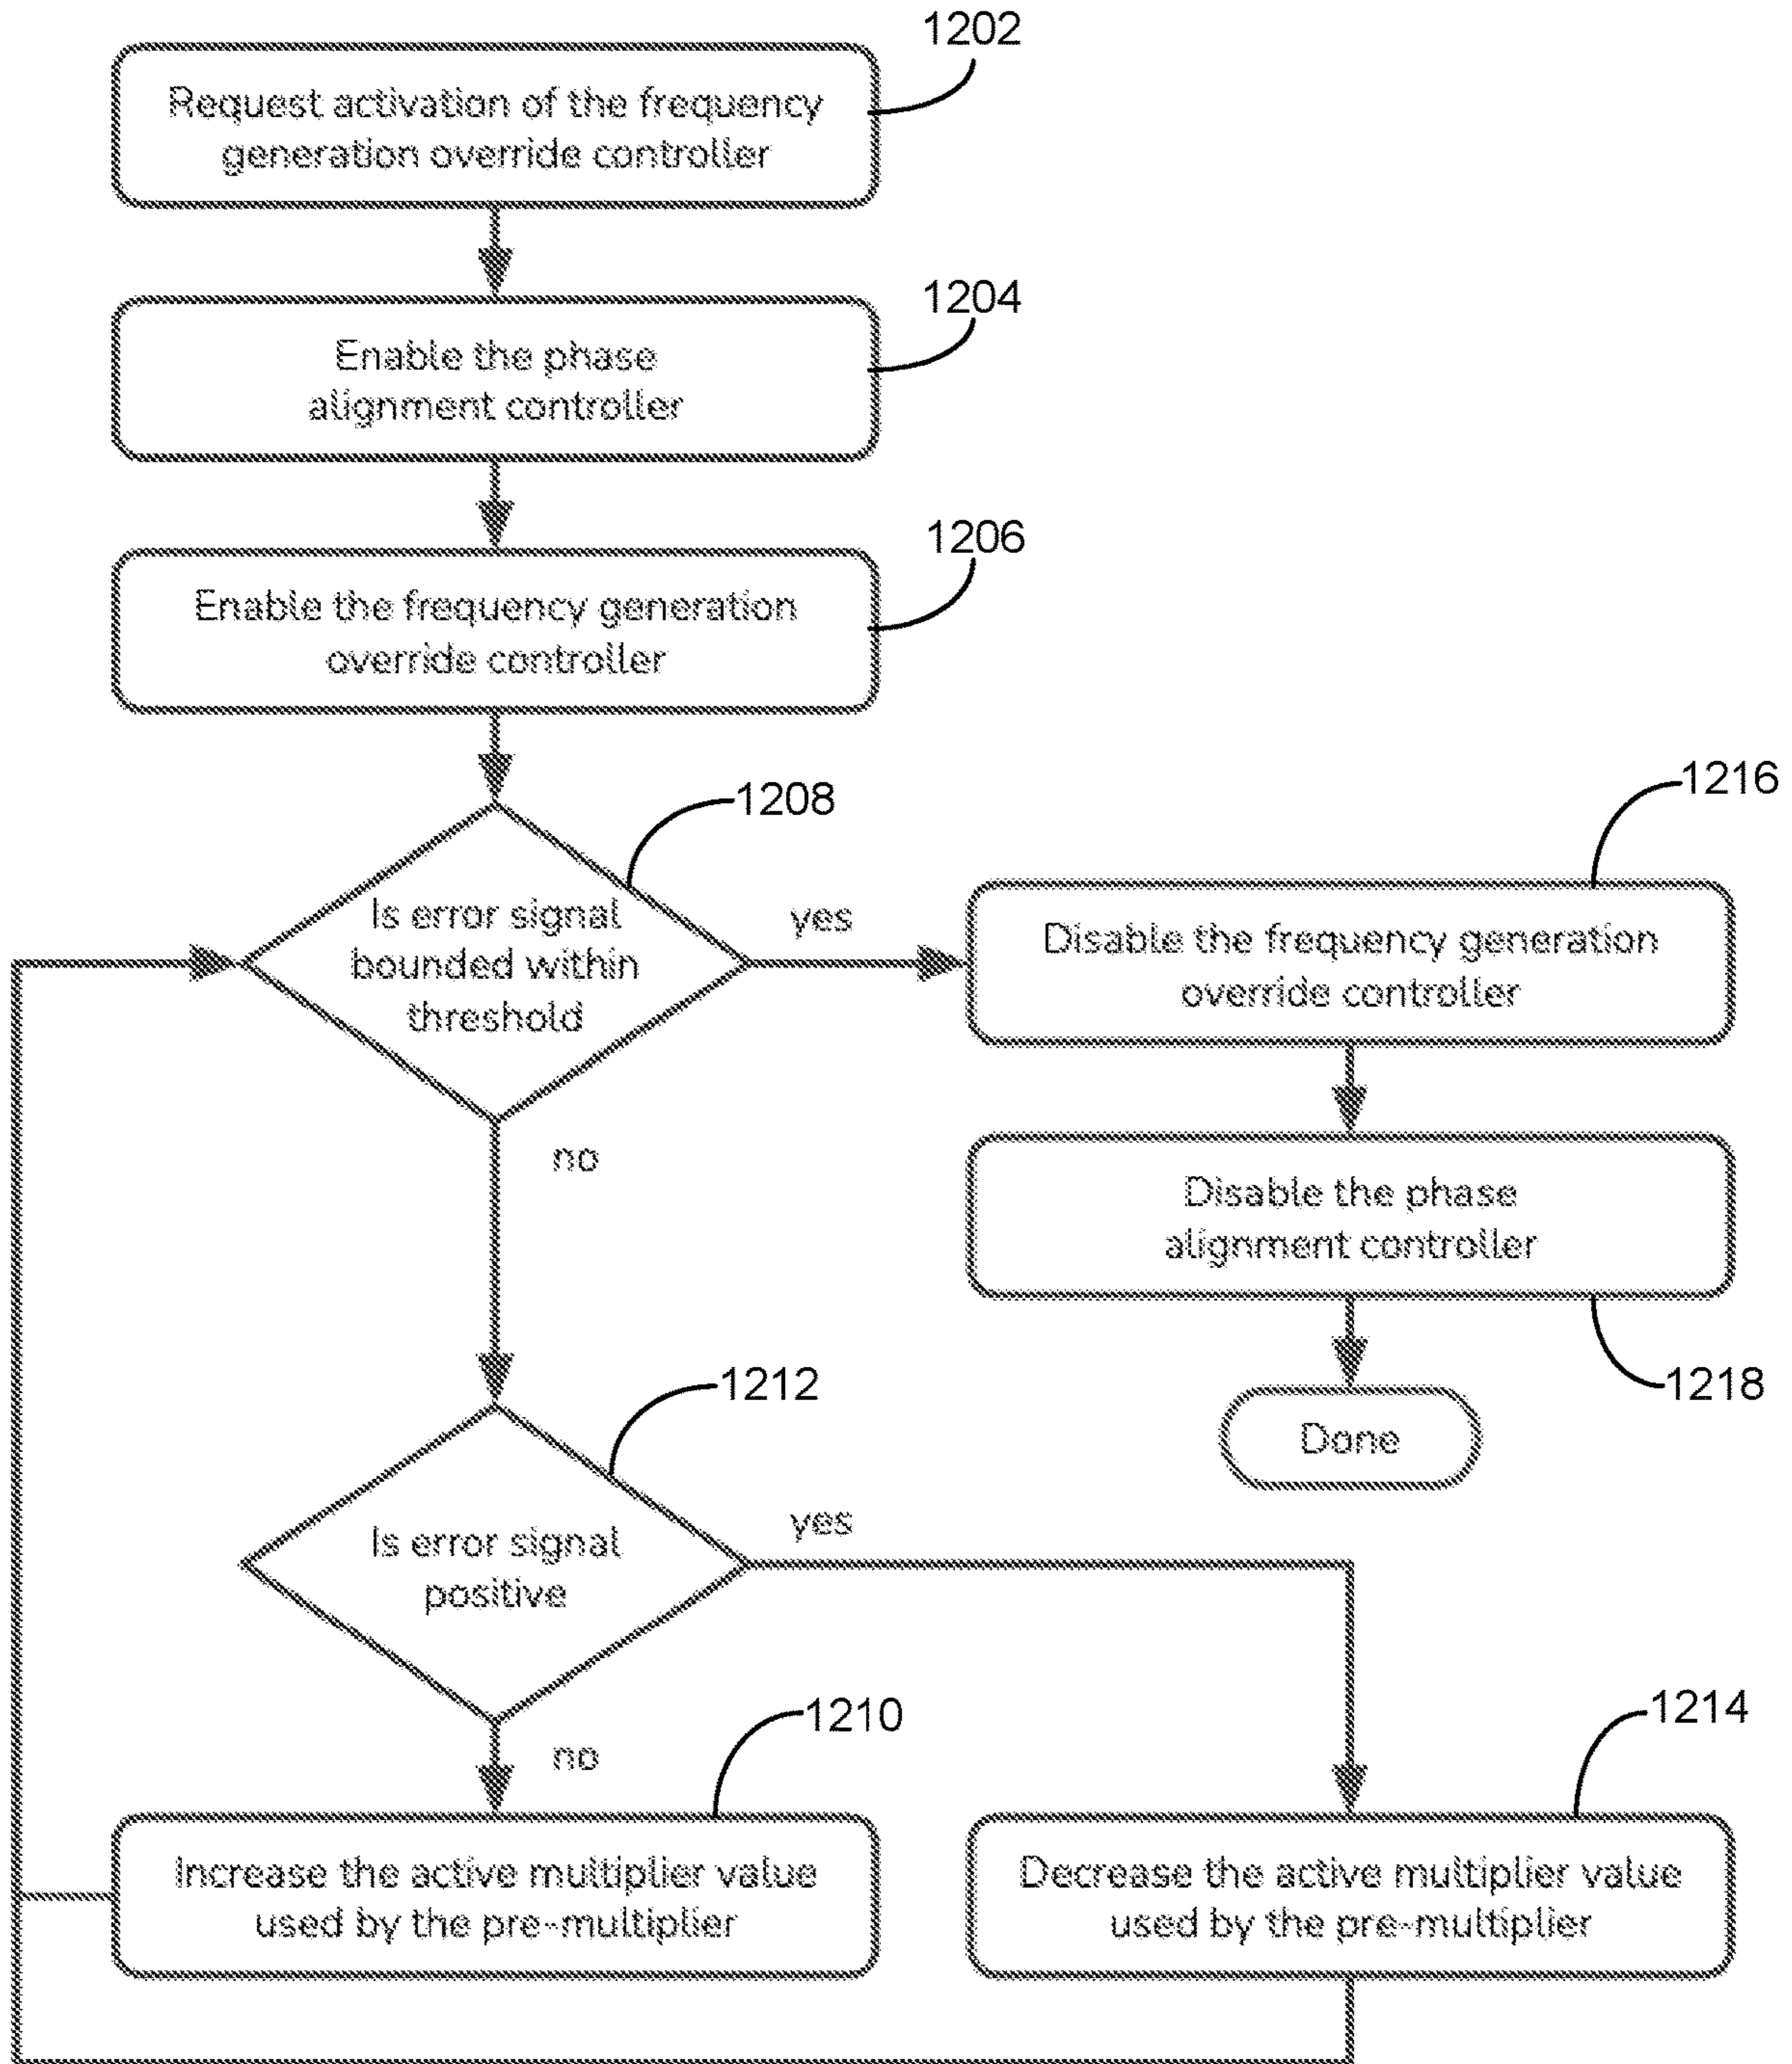 1202
Request activation of the frequency
generation override controller
1204
Enable the phase
alignment controller
1206
Enable the frequency generation
override controller
1208
Is error signal
bounded within
threshold
yes
no
1216
Disable the frequency generation
override controller
Disable the phase
alignment controller
1218
Done
1212
Is error signal
positive
yes
no
1210
Increase the active multiplier value
used by the pre-multiplier
1214
Decrease the active multiplier value
used by the pre-multiplier